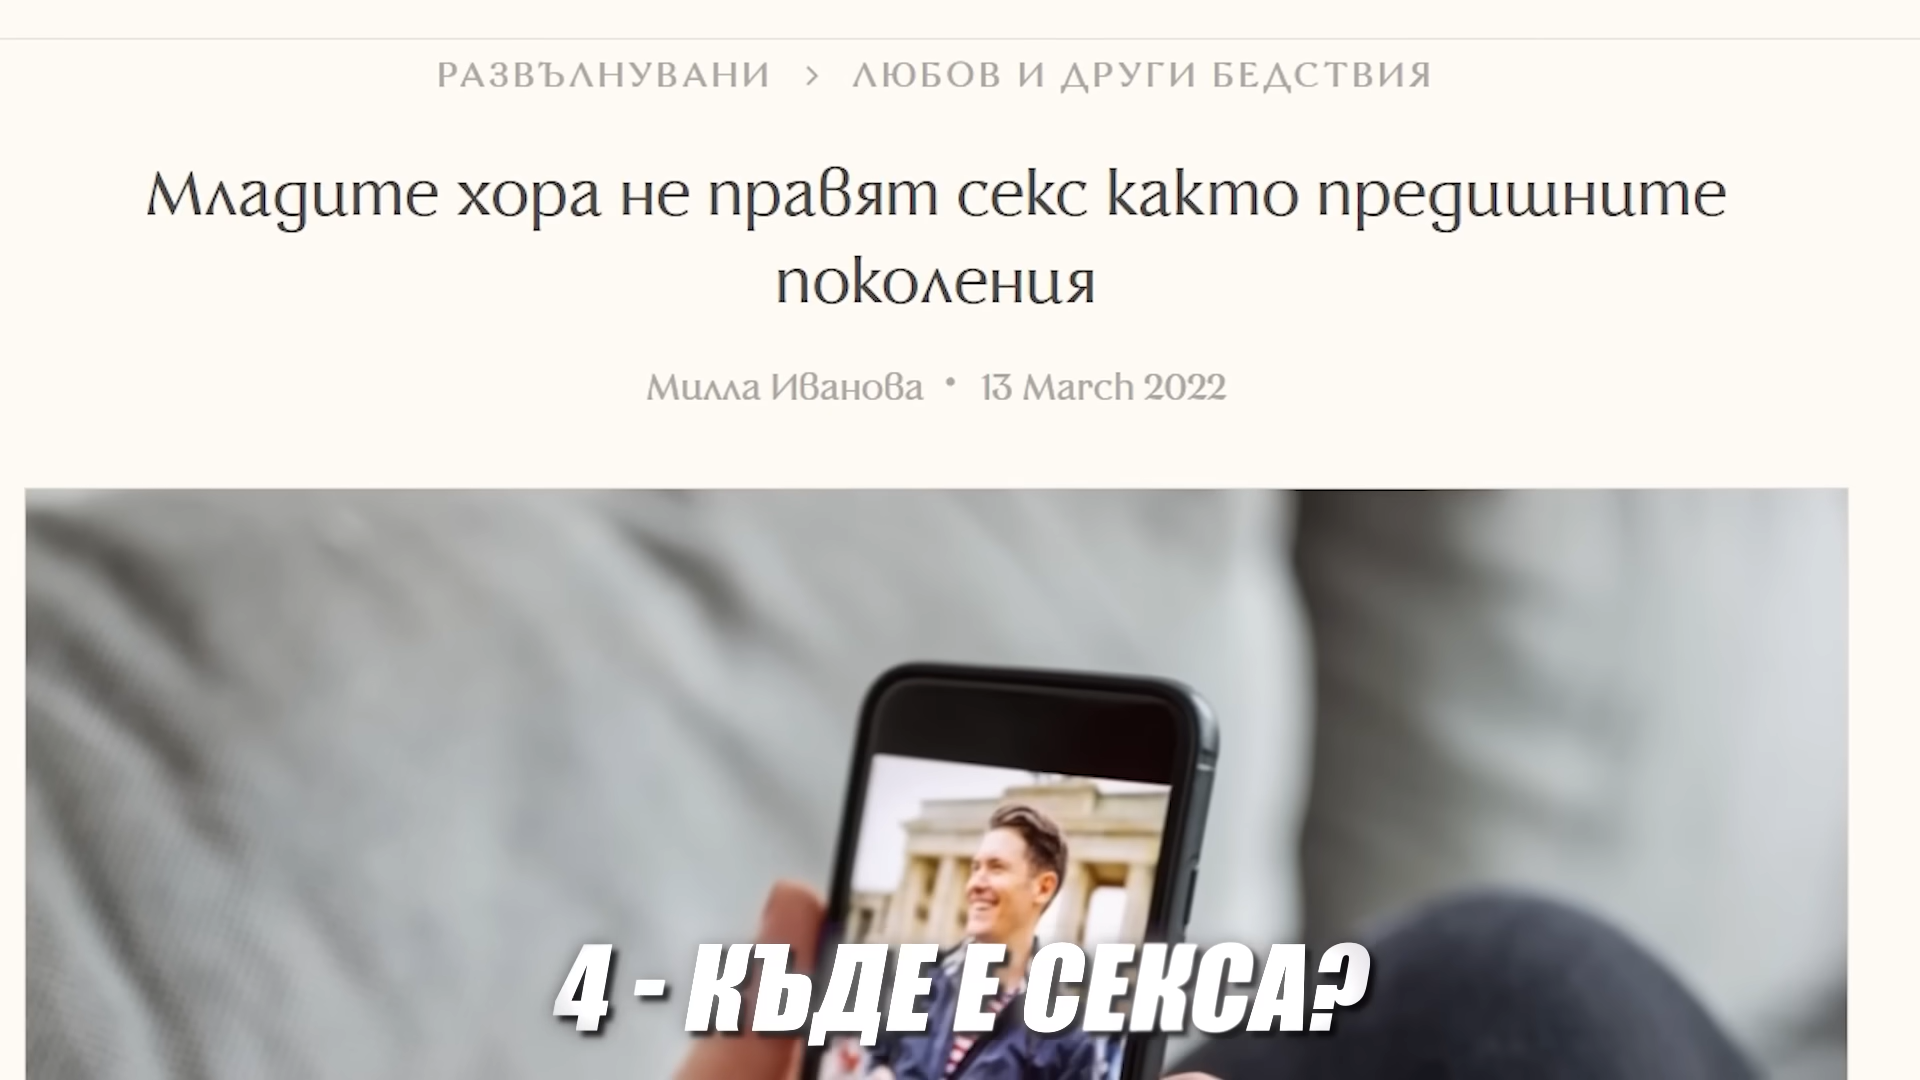 РАЗВЪЛНУВАНИ > ЛЮБОВ И ДРУГИ БЕДСТВИЯ
Младите хора не правят секс както предишните
поколения
Милла Иванова • 13 March 2022
4 - КЪДЕ Е СЕКСА?